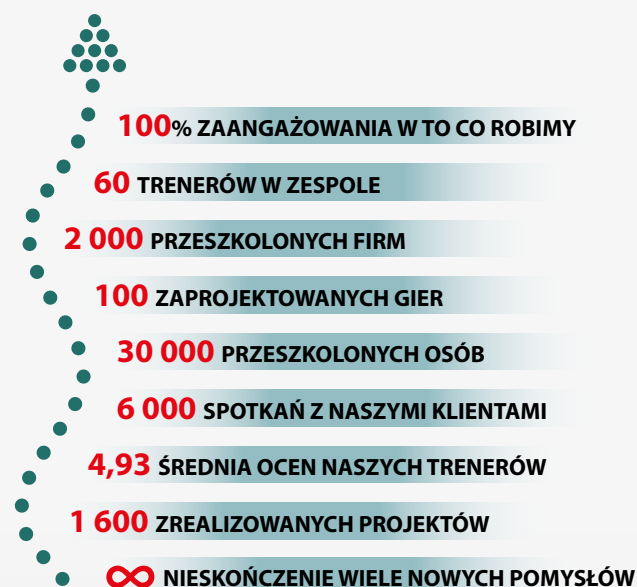 100% ZAANGAŻOWANIA W TO CO ROBIMY
60 TRENERÓW W ZESPOLE
2 000 PRZESZKOLONYCH FIRM
100 ZAPROJEKTOWANYCH GIER
30 000 PRZESZKOLONYCH OSÓB
6 000 SPOTKAŃ Z NASZYMI KLIENTAMI
4,93 ŚREDNIA OCEN NASZYCH TRENERÓW
1 600 ZREALIZOWANYCH PROJEKTÓW
∞ NIESKOŃCZENIE WIELE NOWYCH POMYSŁÓW